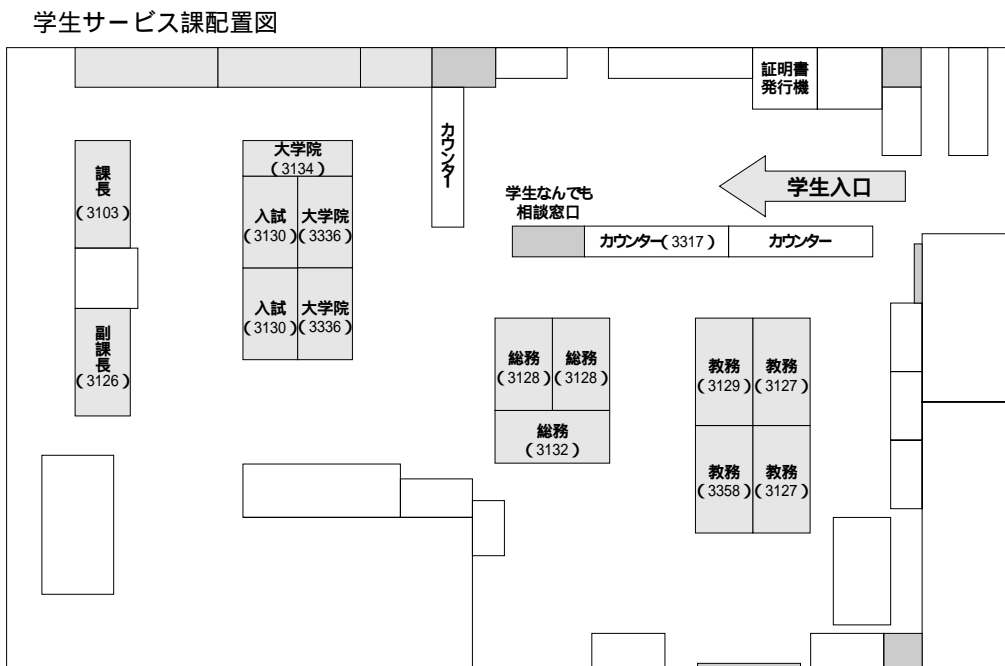 学生サービス課配置図
証明書
発行機
カウンター
学生入口
学生なんでも
相談窓口
カウンター(3317)
カウンター
課長
(3103)
副課長
(3126)
大学院
(3134)
入試
(3130)
大学院
(3336)
入試
(3130)
大学院
(3336)
総務
(3128)
総務
(3128)
総務
(3132)
教務
(3129)
教務
(3127)
教務
(3358)
教務
(3127)